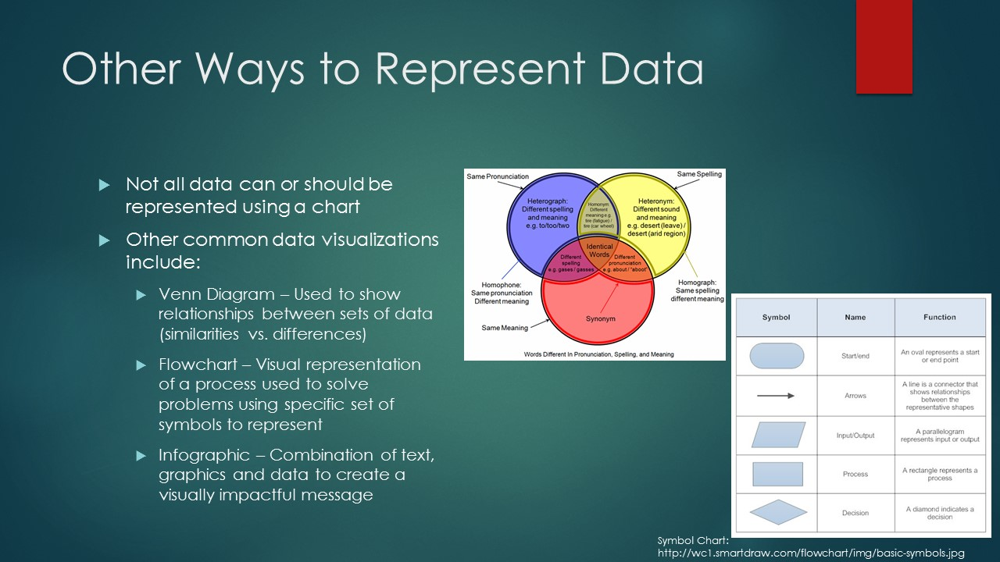 Other Ways to Represent Data
Not all data can or should be
represented using a chart
Other common data visualizations
include:
Venn Diagram – Used to show
relationships between sets of data
(similarities vs. differences)
Flowchart – Visual representation
of a process used to solve
problems using specific set of
symbols to represent
Infographic – Combination of text,
graphics and data to create a
visually impactful message
Same Pronunciation
Same Spelling
Heterograph:
Different spelling
and meaning
e.g. to/too/two
Homonym:
Different
meaning e.g.
tire (fatigue) /
tire (car wheel)
Heteronym:
Different sound
and meaning
e.g. desert (leave) /
desert (arid region)
Identical
Words
Different
spelling
e.g. gases / gasses
Different
pronunciation
e.g. about / "aboot"
Homophone:
Same pronunciation
Different meaning
Homograph:
Same spelling
different meaning
Synonym
Same Meaning
Words Different In Pronunciation, Spelling, and Meaning
Symbol Name Function
Start/end
An oval represents a start
or end point
Arrows
A line is a connector that
shows relationships
between the
representative shapes
Input/Output
A parallelogram
represents input or output
Process
A rectangle represents a
process
Decision
A diamond indicates a
decision
Symbol Chart:
http://wc1.smartdraw.com/flowchart/img/basic-symbols.jpg